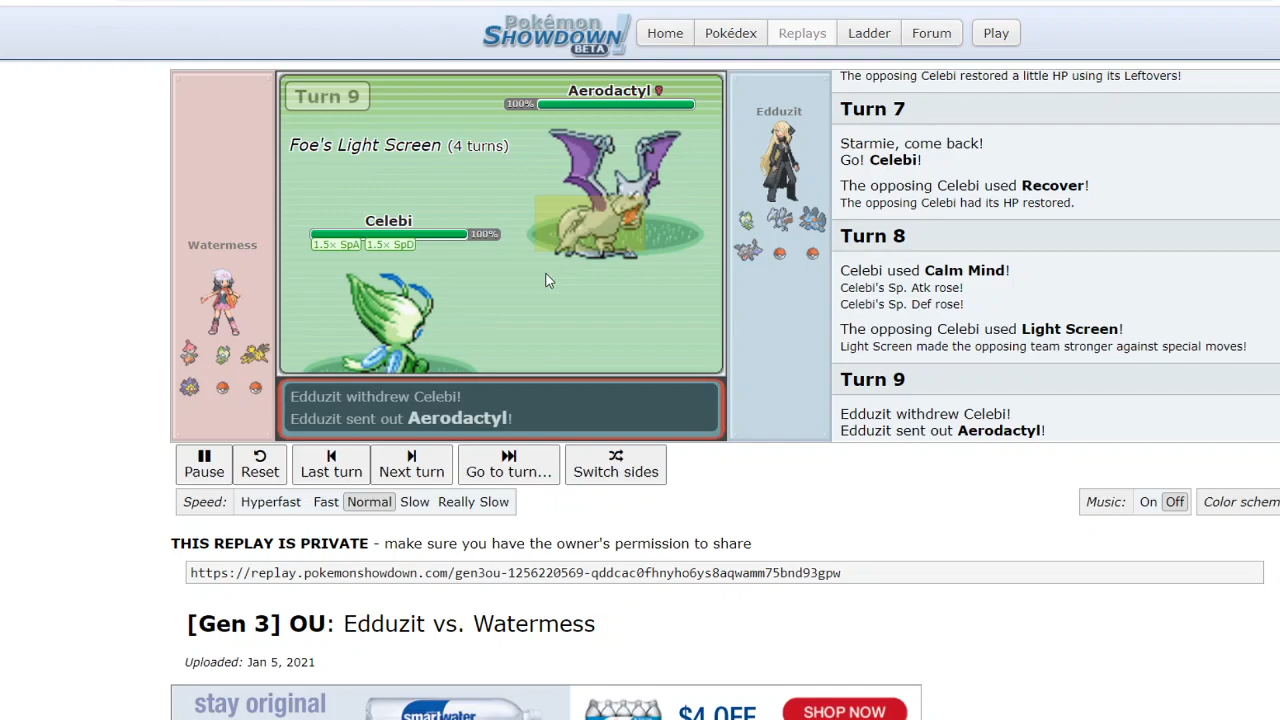 Pokémon
SHOWDOWN!
BETA
Home
Pokédex
Replays
Ladder
Forum
Play
Turn 9
Aerodactyl
100%
Foe's Light Screen (4 turns)
Celebi
100%
1.5× SpA 1.5× SpD
Edduzit withdrew Celebi!
Edduzit sent out Aerodactyl!
Watermess
Edduzit
The opposing Celebi restored a little HP using its Leftovers!
Turn 7
Starmie, come back!
Go! Celebi!
The opposing Celebi used Recover!
The opposing Celebi had its HP restored.
Turn 8
Celebi used Calm Mind!
Celebi's Sp. Atk rose!
Celebi's Sp. Def rose!
The opposing Celebi used Light Screen!
Light Screen made the opposing team stronger against special moves!
Turn 9
Edduzit withdrew Celebi!
Edduzit sent out Aerodactyl!
Pause
Reset
Last turn
Next turn
Go to turn...
Switch sides
Speed: Hyperfast Fast Normal Slow Really Slow
Music: On Off
Color schem
THIS REPLAY IS PRIVATE - make sure you have the owner's permission to share
https://replay.pokemonshowdown.com/gen3ou-1256220569-qddcac0fhnyho6ys8aqwamm75bnd93gpw
[Gen 3] OU: Edduzit vs. Watermess
Uploaded: Jan 5, 2021
stay original
smartwater
$4 OFF
SHOP NOW